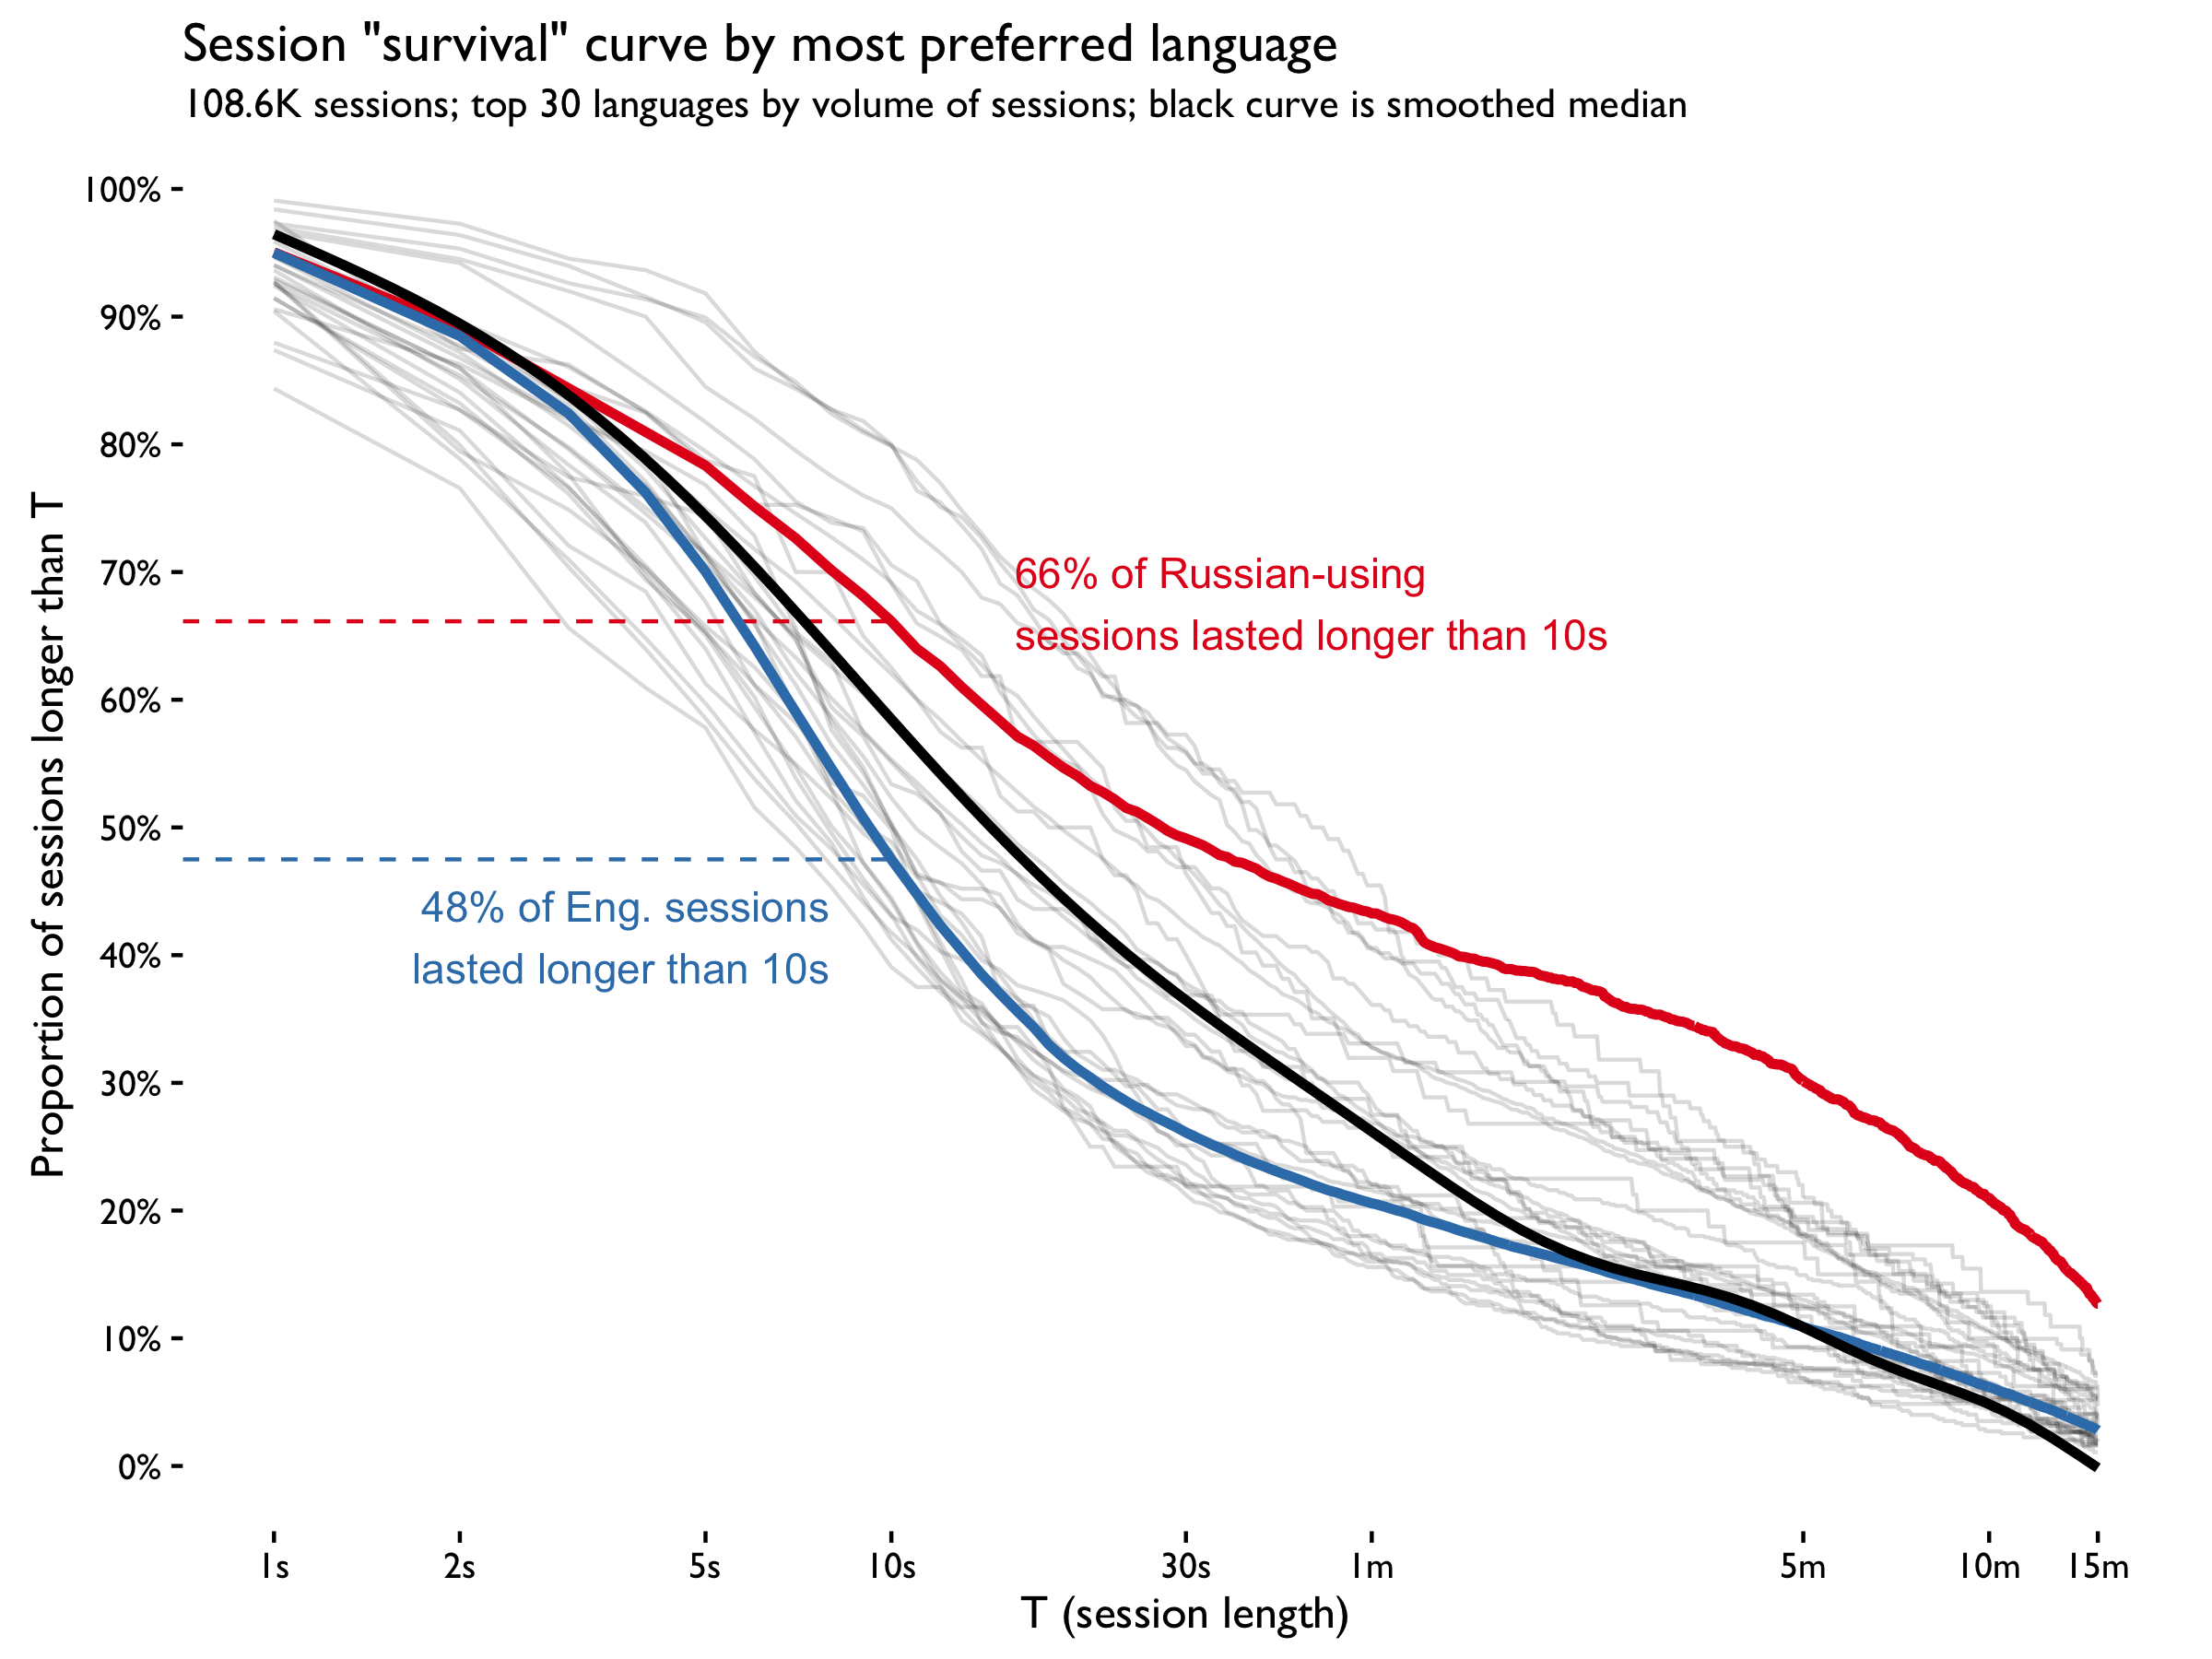 Session "survival" curve by most preferred language
108.6K sessions; top 30 languages by volume of sessions; black curve is smoothed median
Proportion of sessions longer than T
100%
90%
80%
70%
60%
50%
40%
30%
20%
10%
0%
66% of Russian-using
sessions lasted longer than 10s
48% of Eng. sessions
lasted longer than 10s
1s 2s 5s 10s 30s 1m 5m 10m 15m
T (session length)